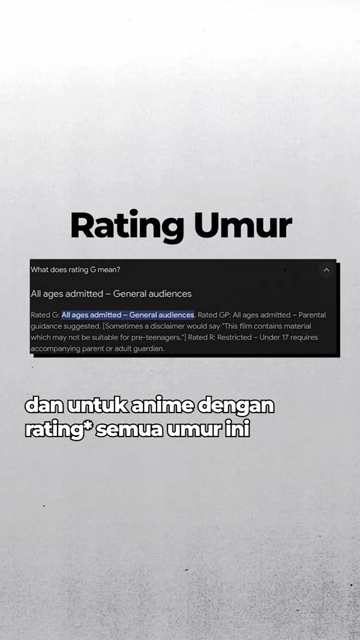 Rating Umur
What does rating G mean?
All ages admitted – General audiences
Rated G: All ages admitted – General audiences. Rated GP: All ages admitted – Parental
guidance suggested. [Sometimes a disclaimer would say "This film contains material
which may not be suitable for pre-teenagers."] Rated R: Restricted – Under 17 requires
accompanying parent or adult guardian.
dan untuk anime dengan
rating* semua umur ini